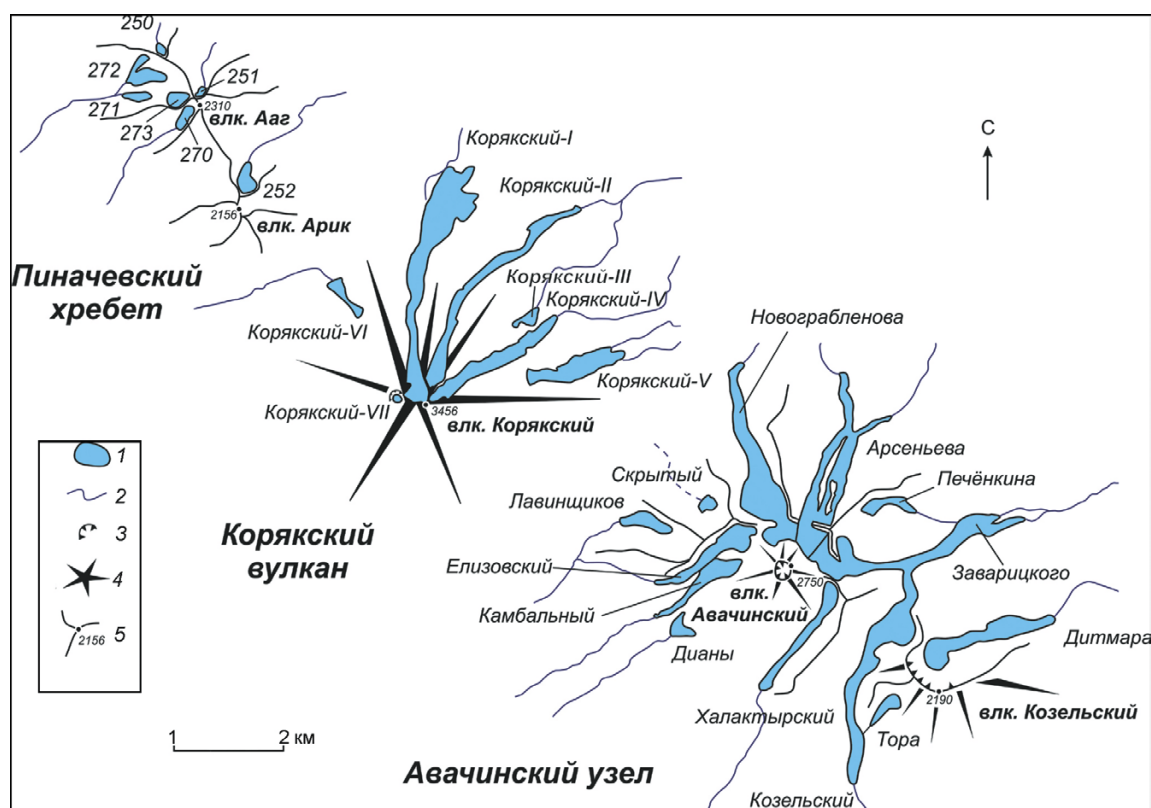 250
272
251
271
2310
влк. Ааг
273
270
252
2156
влк. Арик
Пиначевский
хребет
С
Корякский-I
Корякский-II
Корякский-III
Корякский-IV
Корякский-VI
Корякский-V
Корякский-VII
3456
влк. Корякский
Корякский
вулкан
Новограбленова
Арсеньева
Скрытый
Печёнкина
Лавинщиков
Елизовский
Заварицкого
2750
влк.
Авачинский
Камбальный
Дианы
Дитмара
2190
влк. Козельский
Халактырский
Тора
Козельский
Авачинский узел
1
2
3
4
2156
5
1 2 км